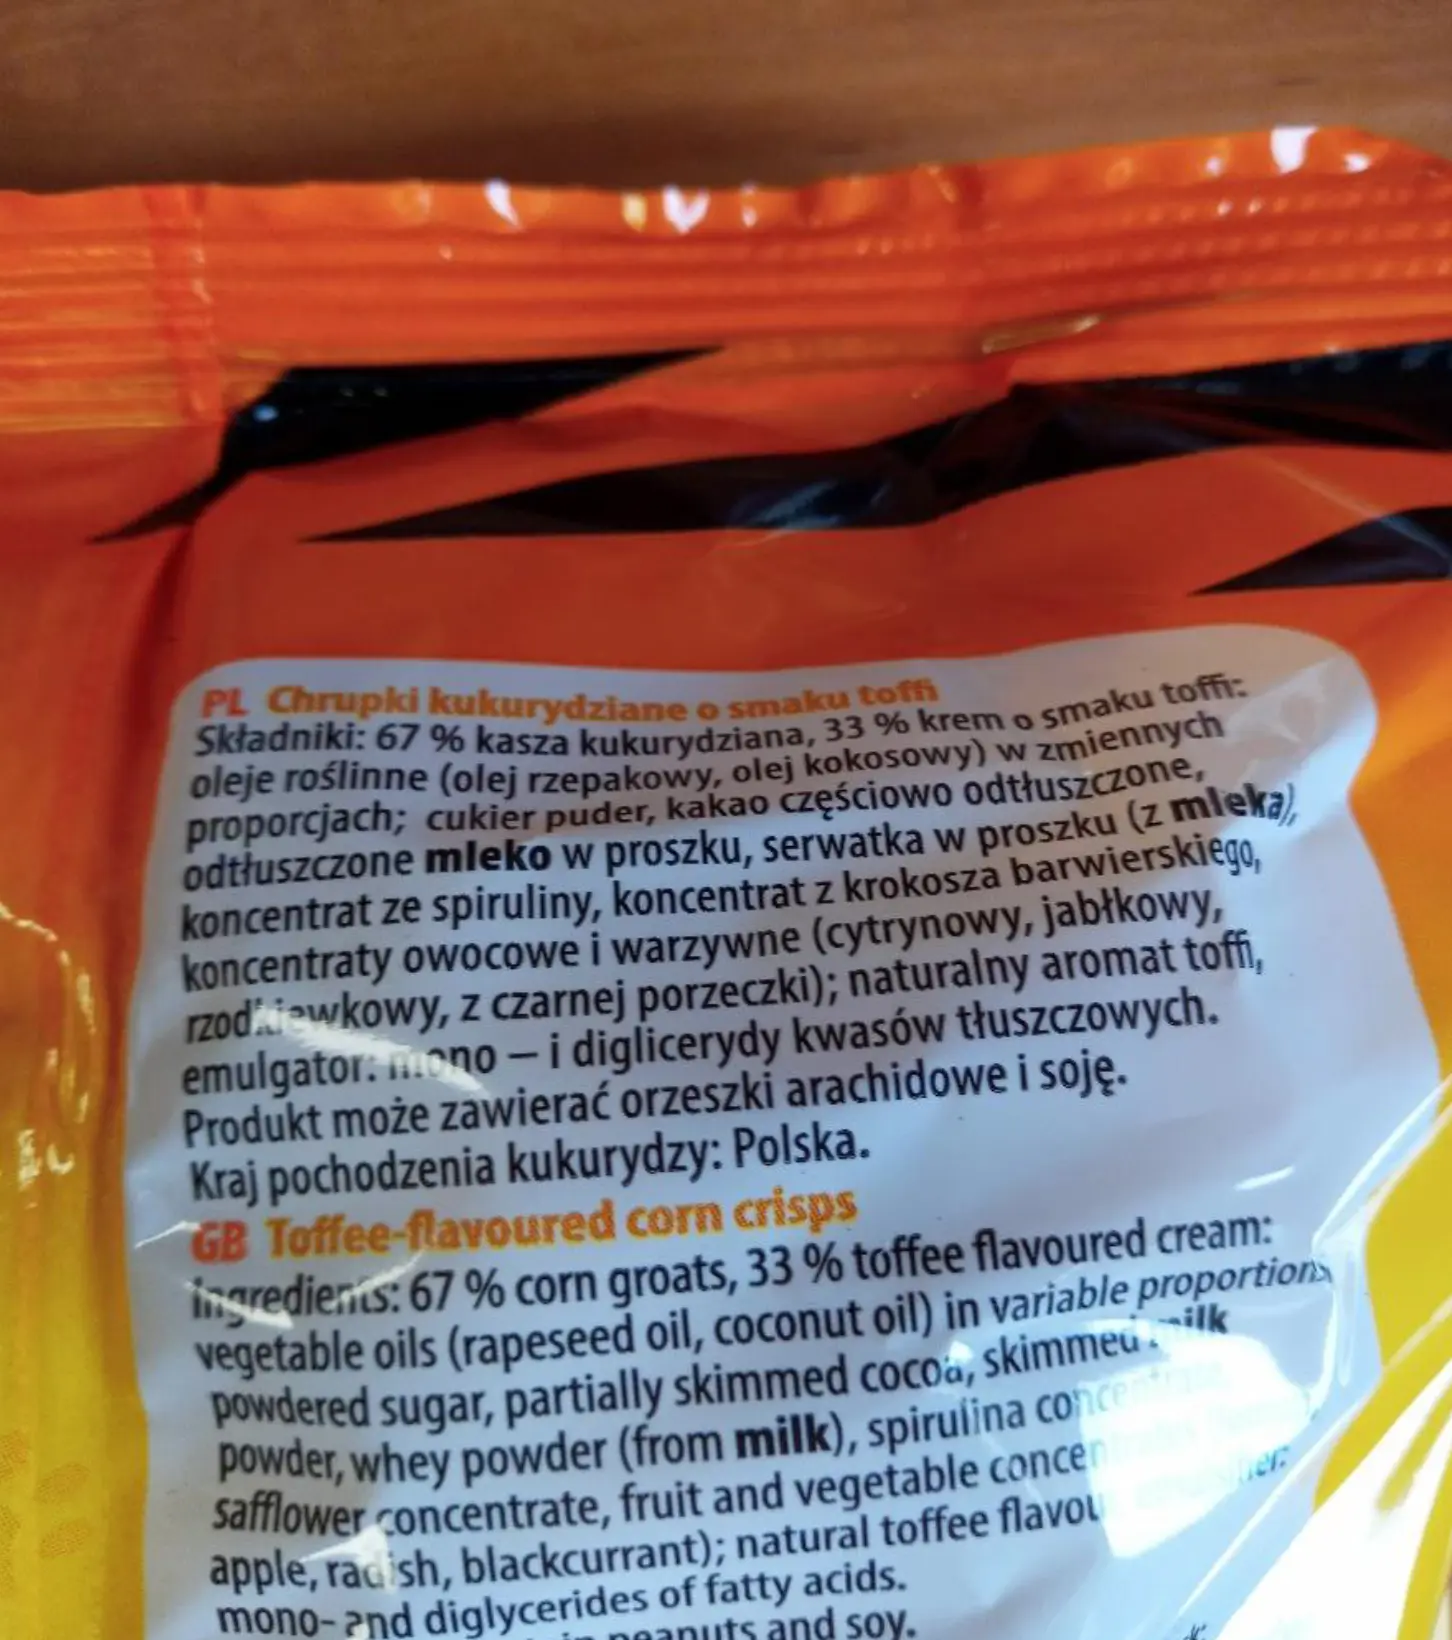 PL Chrupki kukurydziane o smaku toffi
Składniki: 67 % kasza kukurydziana, 33 % krem o smaku toffi:
oleje roślinne (olej rzepakowy, olej kokosowy) w zmiennych
proporcjach; cukier puder, kakao częściowo odtłuszczone,
odtłuszczone mleko w proszku, serwatka w proszku (z mleka),
koncentrat ze spiruliny, koncentrat z krokosza barwierskiego,
koncentraty owocowe i warzywne (cytrynowy, jabłkowy,
rzodkiewkowy, z czarnej porzeczki); naturalny aromat toffi,
emulgator: mono – i diglicerydy kwasów tłuszczowych.
Produkt może zawierać orzeszki arachidowe i soję.
Kraj pochodzenia kukurydzy: Polska.
GB Toffee-flavoured corn crisps
ingredients: 67 % corn groats, 33 % toffee flavoured cream:
vegetable oils (rapeseed oil, coconut oil) in variable proportions
powdered sugar, partially skimmed cocoa, skimmed milk
powder, whey powder (from milk), spirulina
safflower concentrate, fruit and vegetable
apple, radish, blackcurrant); natural toffee
mono- and diglycerides of fatty acids.
peanuts and soy.